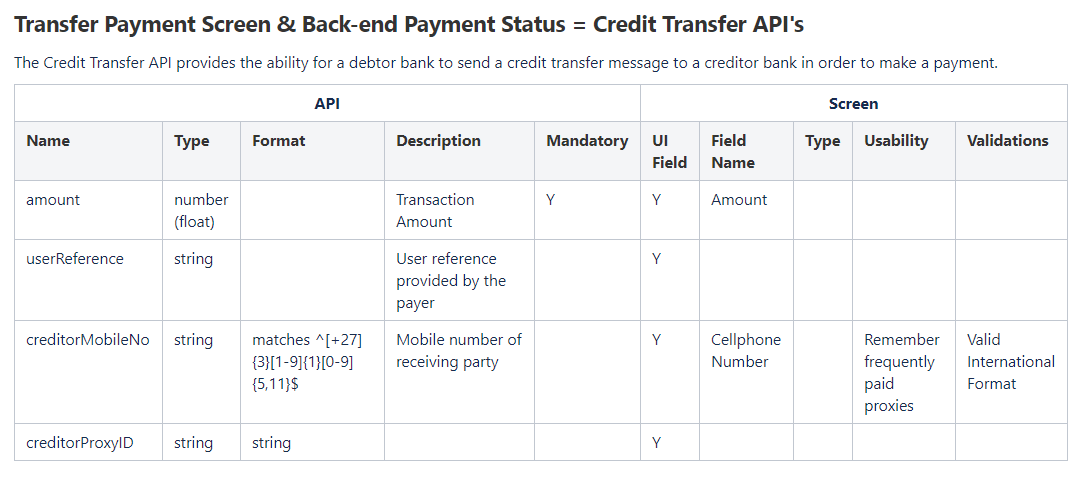 Transfer Payment Screen & Back-end Payment Status = Credit Transfer API's
The Credit Transfer API provides the ability for a debtor bank to send a credit transfer message to a creditor bank in order to make a payment.
API Screen
Name Type Format Description Mandatory UI Field Field Name Type Usability Validations
amount number (float) Transaction Amount Y Y Amount
userReference string User reference provided by the payer Y
creditorMobileNo string matches ^[+27]{3}[1-9]{1}[0-9]{5,11}$ Mobile number of receiving party Y Cellphone Number Remember frequently paid proxies Valid International Format
creditorProxyID string string Y